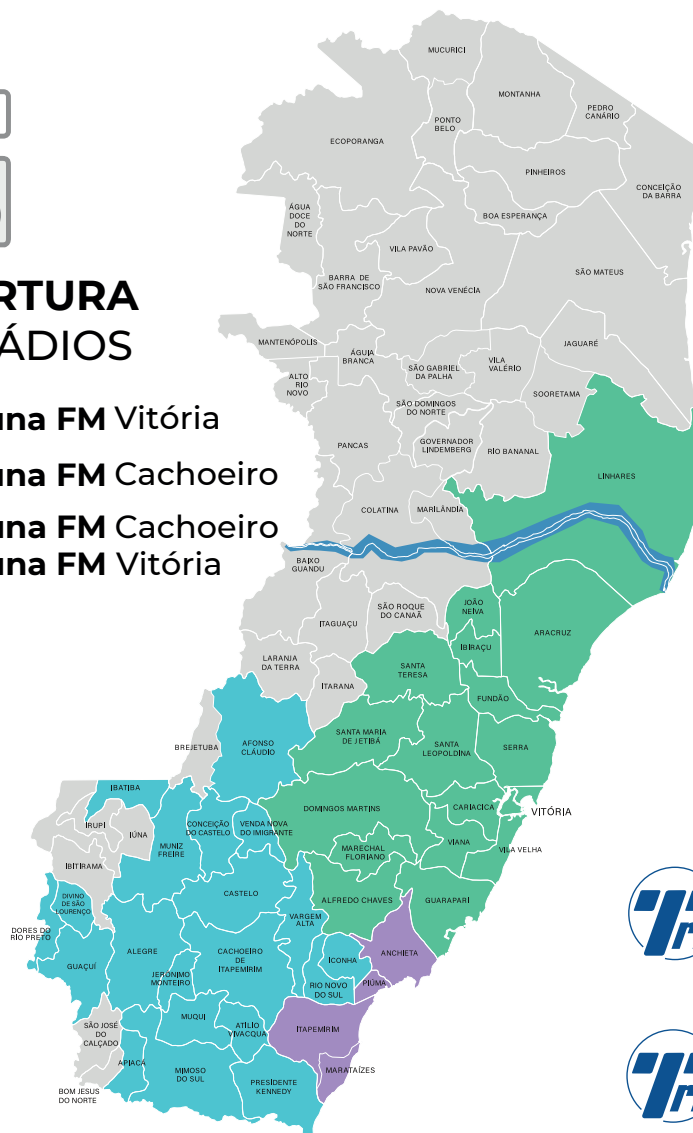 MUCURICI
MONTANHA
PEDRO
CANÁRIO
PONTO
BELO
ECOPORANGA
PINHEIROS
CONCEIÇÃO
DA BARRA
ÁGUA
DOCE
DO
NORTE
BOA ESPERANÇA
VILA PAVÃO
BARRA DE
SÃO FRANCISCO
NOVA VENÉCIA
SÃO MATEUS
RTURA
ÁDIOS
MANTENÓPOLIS
ÁGUIA
BRANCA
JAGUARÉ
VILA
VALÉRIO
SÃO GABRIEL
DA PALHA
ALTO
RIO
NOVO
SOORETAMA
SÃO DOMINGOS
DO NORTE
una FM Vitória
PANCAS
GOVERNADOR
LINDEMBERG
RIO BANANAL
LINHARES
una FM Cachoeiro
COLATINA
MARILÂNDIA
una FM Cachoeiro
una FM Vitória
BAIXO
GUANDU
SÃO ROQUE
DO CANAÃ
JOÃO
NEIVA
ITAGUAÇU
ARACRUZ
IBIRAÇU
LARANJA
DA TERRA
SANTA
TERESA
ITARANA
FUNDÃO
SANTA MARIA
DE JETIBÁ
SANTA
LEOPOLDINA
SERRA
BREJETUBA
AFONSO
CLÁUDIO
IBATIBA
DOMINGOS MARTINS
CARIACICA
VITÓRIA
IRUPI
IÚNA
CONCEIÇÃO
DO CASTELO
VENDA NOVA
DO IMIGRANTE
MUNIZ
FREIRE
VIANA
VILA VELHA
MARECHAL
FLORIANO
IBITIRAMA
CASTELO
ALFREDO CHAVES
GUARAPARI
DIVINO
DE SÃO
LOURENÇO
VARGEM
ALTA
DORES DO
RIO PRETO
ALEGRE
CACHOEIRO
DE
ITAPEMIRIM
ICONHA
ANCHIETA
GUAÇUÍ
JERÔNIMO
MONTEIRO
RIO NOVO
DO SUL
PIÚMA
MUQUI
ATÍLIO
VIVACQUA
ITAPEMIRIM
SÃO JOSÉ
DO
CALÇADO
APIACÁ
MIMOSO
DO SUL
PRESIDENTE
KENNEDY
MARATAÍZES
BOM JESUS
DO NORTE